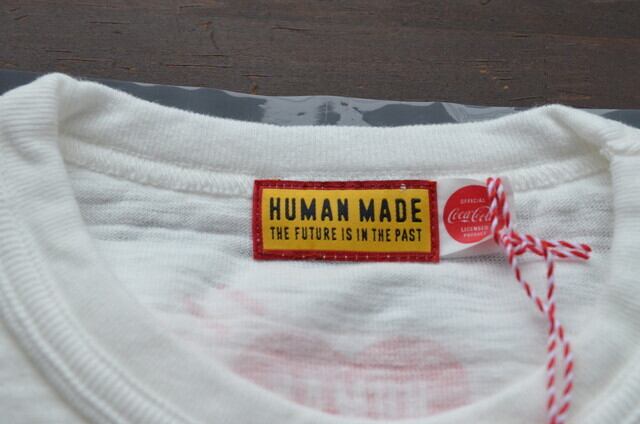 HUMAN MADE
THE FUTURE IS IN THE PAST
OFFICIAL
Coca-Cola
LICENSED
PRODUCT